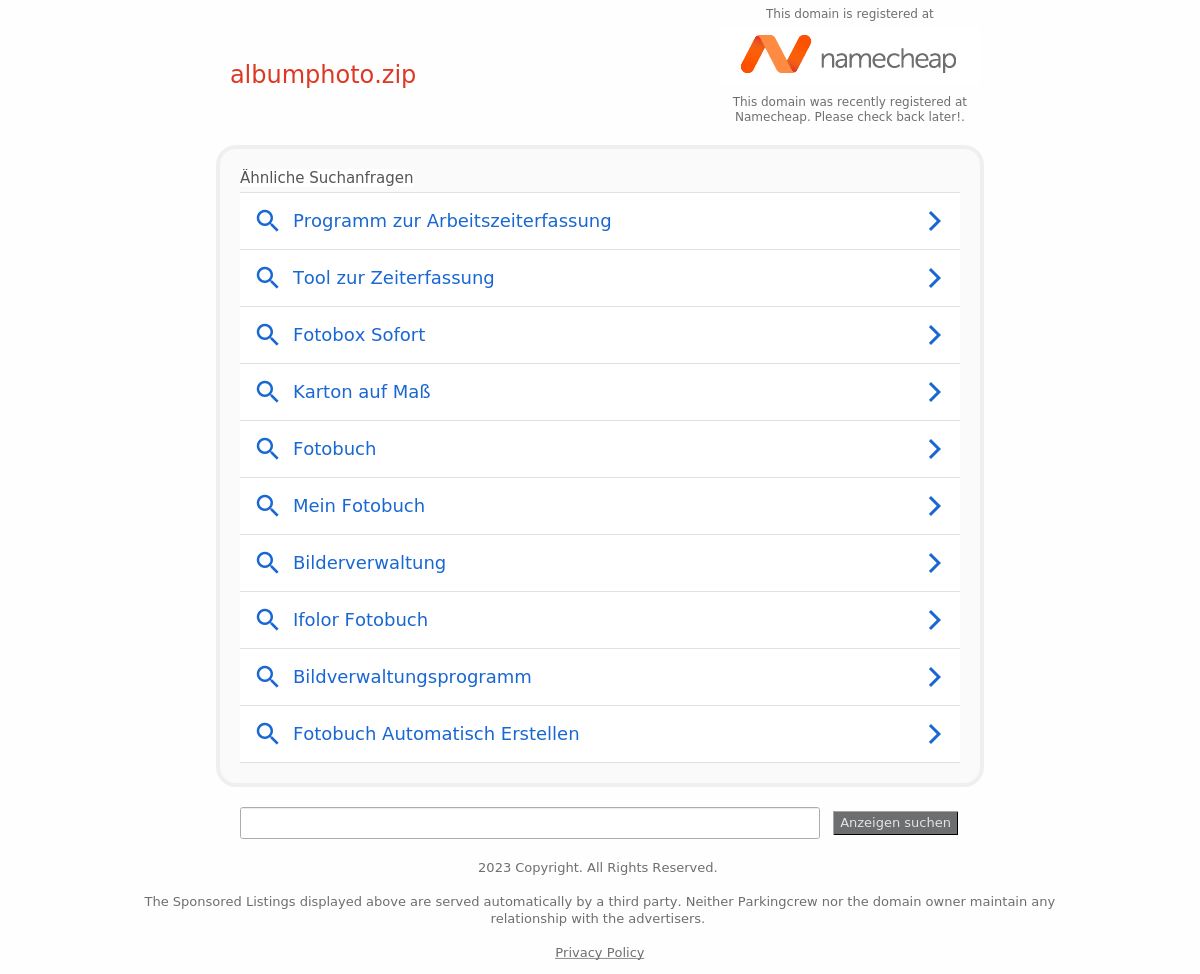 This domain is registered at
albumphoto.zip
namecheap
This domain was recently registered at
Namecheap. Please check back later!.
Ähnliche Suchanfragen
Programm zur Arbeitszeiterfassung
Tool zur Zeiterfassung
Fotobox Sofort
Karton auf Maß
Fotobuch
Mein Fotobuch
Bilderverwaltung
Ifolor Fotobuch
Bildverwaltungsprogramm
Fotobuch Automatisch Erstellen
Anzeigen suchen
2023 Copyright. All Rights Reserved.
The Sponsored Listings displayed above are served automatically by a third party. Neither Parkingcrew nor the domain owner maintain any
relationship with the advertisers.
Privacy Policy